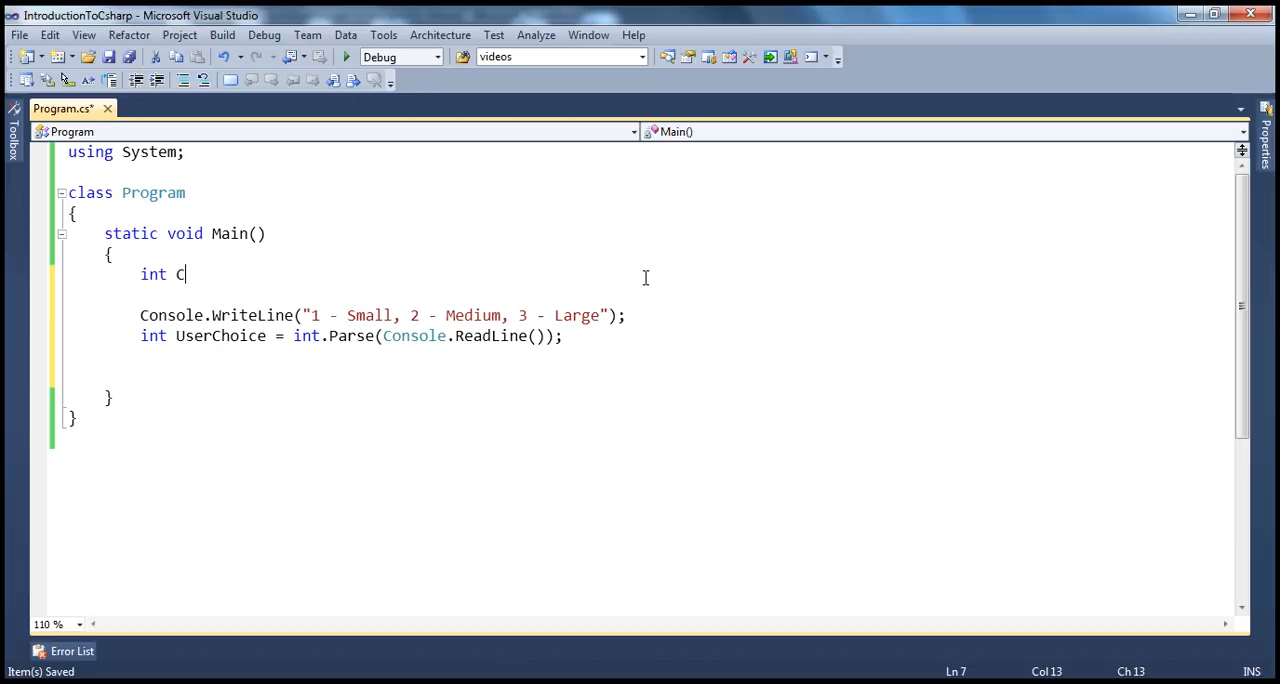 IntroductionToCsharp - Microsoft Visual Studio
File Edit View Refactor Project Build Debug Team Data Tools Architecture Test Analyze Window Help
Debug videos
Program.cs*
Program Main()
Toolbox
Properties
using System;
class Program
{
static void Main()
{
int C
Console.WriteLine("1 - Small, 2 - Medium, 3 - Large");
int UserChoice = int.Parse(Console.ReadLine());
}
}
110 %
Error List
Item(s) Saved Ln 7 Col 13 Ch 13 INS